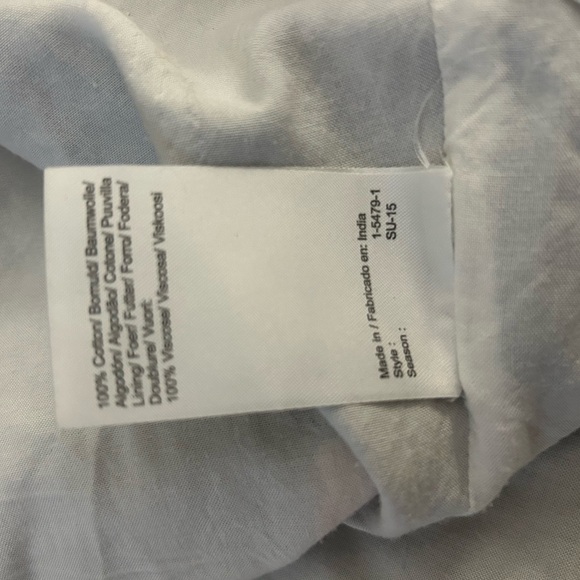 100% Cotton/ Bomuld/ Baumwolle/
Algodón/ Algodão/ Cotone/ Puuvilla
Lining/ Foer/ Futter/ Forro/ Fodera/
Doublure/ Vuori:
100% Viscose/ Viscosa/ Viskoosi
Made in / Fabricado en: India
Style : 1-5479-1
Season : SU-15